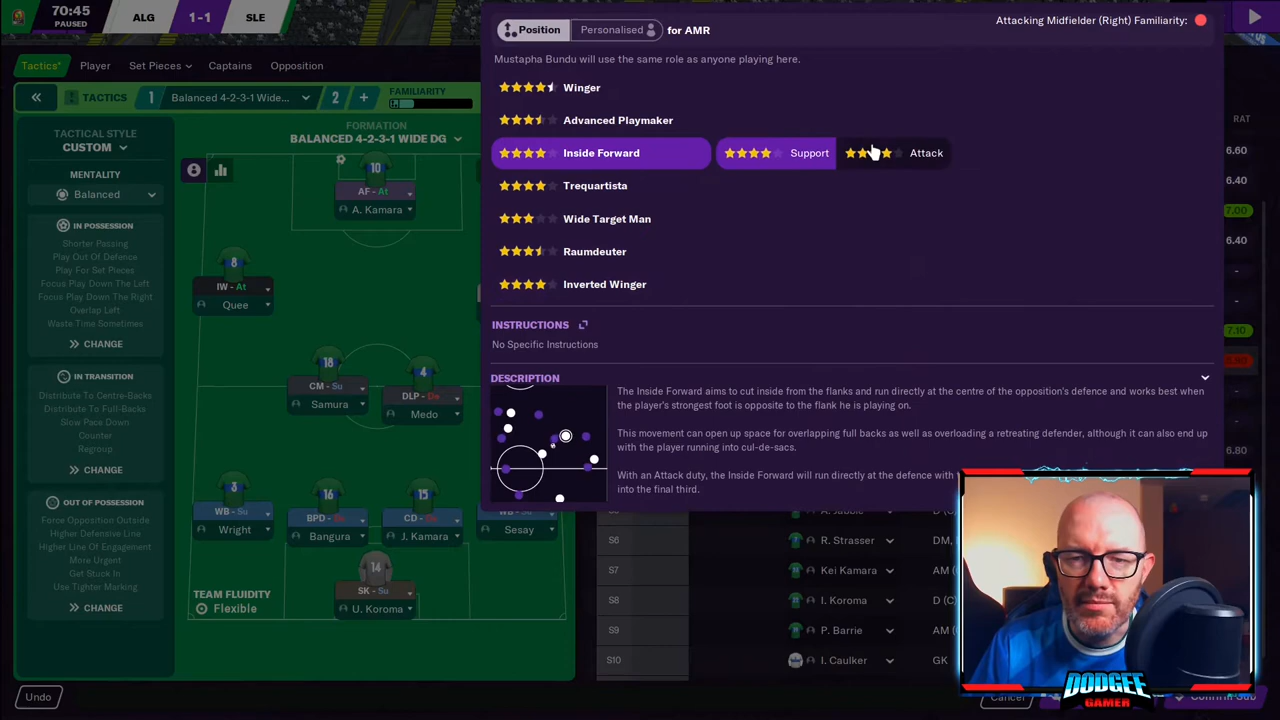 70:45
PAUSED
ALG
1-1
SLE
Position
Personalised
for AMR
Attacking Midfielder (Right) Familiarity:
Mustapha Bundu will use the same role as anyone playing here.
Tactics*
Player
Set Pieces
Captains
Opposition
TACTICS
1
Balanced 4-2-3-1 Wide...
2
FAMILIARITY
TACTICAL STYLE
CUSTOM
MENTALITY
Balanced
IN POSSESSION
Shorter Passing
Play Out Of Defence
Play For Set Pieces
Focus Play Down The Left
Focus Play Down The Right
Overlap Left
Waste Time Sometimes
CHANGE
IN TRANSITION
Distribute To Centre-Backs
Distribute To Full-Backs
Slow Pace Down
Counter
Regroup
CHANGE
OUT OF POSSESSION
Force Opposition Outside
Higher Defensive Line
Higher Line Of Engagement
More Urgent
Get Stuck In
Use Tighter Marking
CHANGE
FORMATION
BALANCED 4-2-3-1 WIDE DG
10
AF - At
A. Kamara
8
IW - At
Quee
18
CM - Su
Samura
4
DLP - De
Medo
3
WB - Su
Wright
16
BPD - De
Bangura
15
CD - De
J. Kamara
WB - Su
Sesay
14
SK - Su
U. Koroma
TEAM FLUIDITY
Flexible
Winger
Advanced Playmaker
Inside Forward
Support
Attack
Trequartista
Wide Target Man
Raumdeuter
Inverted Winger
INSTRUCTIONS
No Specific Instructions
DESCRIPTION
The Inside Forward aims to cut inside from the flanks and run directly at the centre of the opposition's defence and works best when
the player's strongest foot is opposite to the flank he is playing on.
This movement can open up space for overlapping full backs as well as overloading a retreating defender, although it can also end up
with the player running into cul-de-sacs.
With an Attack duty, the Inside Forward will run directly at the defence with
into the final third.
RAT
6.60
6.40
7.00
6.40
-
-
7.10
-
-
6.80
-
A. Jabbie
D (C)
S6
R. Strasser
DM,
S7
Kei Kamara
AM (
S8
I. Koroma
D (C)
S9
P. Barrie
AM (
S10
I. Caulker
GK
Undo
Cancel
Confirm Sub
DODGEE
GAMER